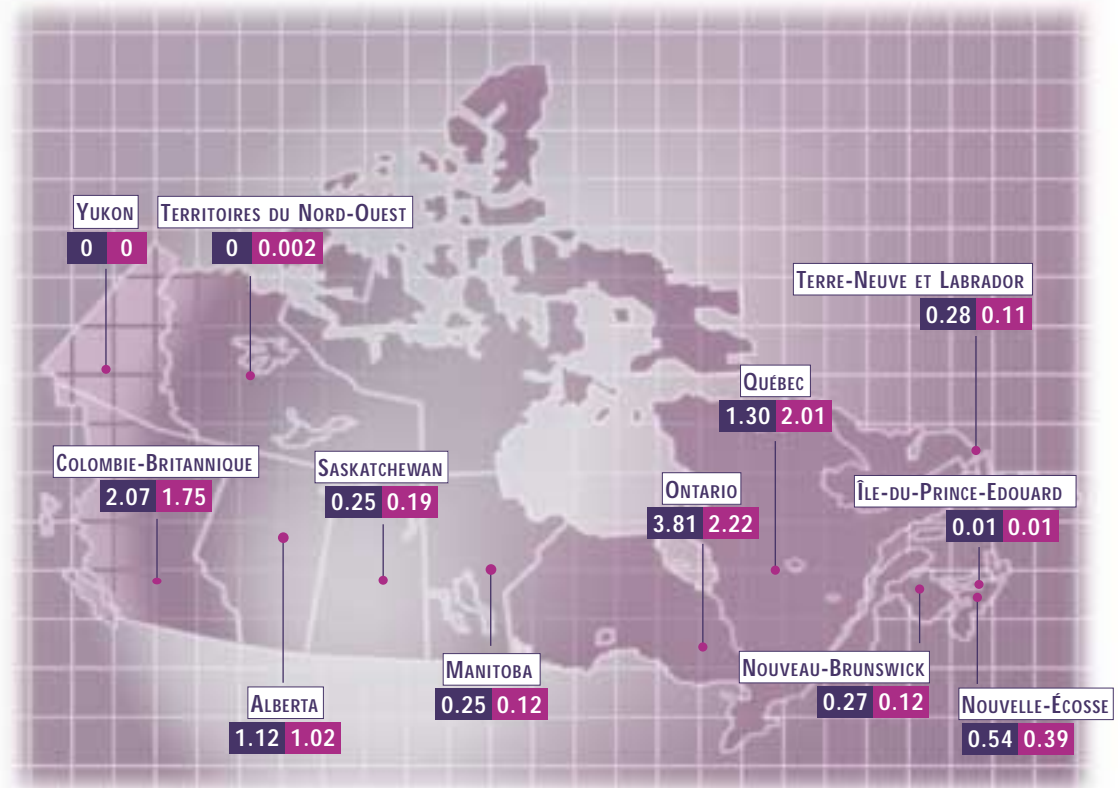 Yukon
0 0
Territoires du Nord-Ouest
0 0.002
Terre-Neuve et Labrador
0.28 0.11
Québec
1.30 2.01
Colombie-Britannique
2.07 1.75
Saskatchewan
0.25 0.19
Ontario
3.81 2.22
Île-du-Prince-Edouard
0.01 0.01
Manitoba
0.25 0.12
Nouveau-Brunswick
0.27 0.12
Alberta
1.12 1.02
Nouvelle-Écosse
0.54 0.39